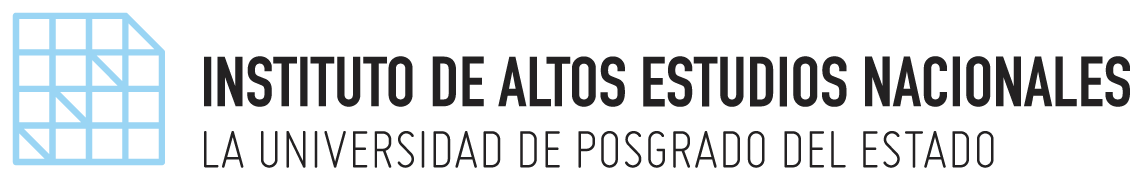 INSTITUTO DE ALTOS ESTUDIOS NACIONALES
LA UNIVERSIDAD DE POSGRADO DEL ESTADO